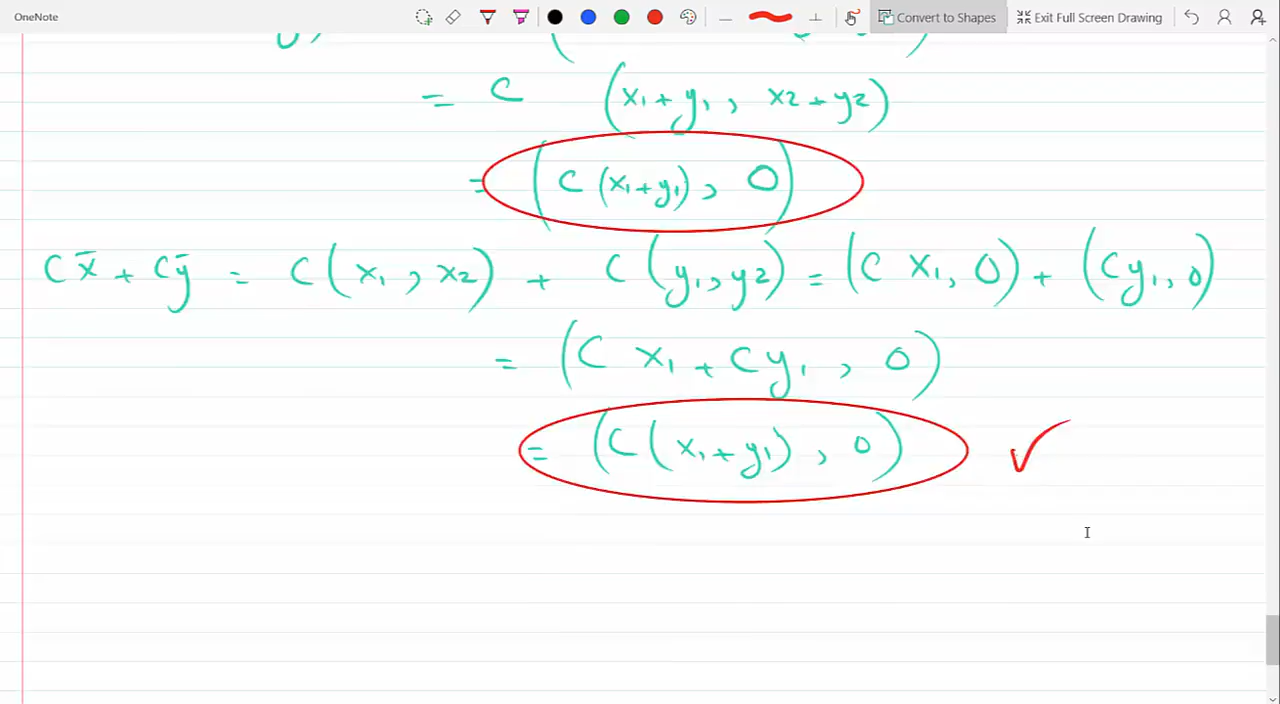 OneNote
Convert to Shapes
Exit Full Screen Drawing
= C (x1+y1, x2+y2)
= (C (x1+y1), 0)
C x̄ + C ȳ = C (x1, x2) + C (y1, y2) = (C x1, 0) + (C y1, 0)
= (C x1 + C y1, 0)
= (C (x1+y1), 0) ✓